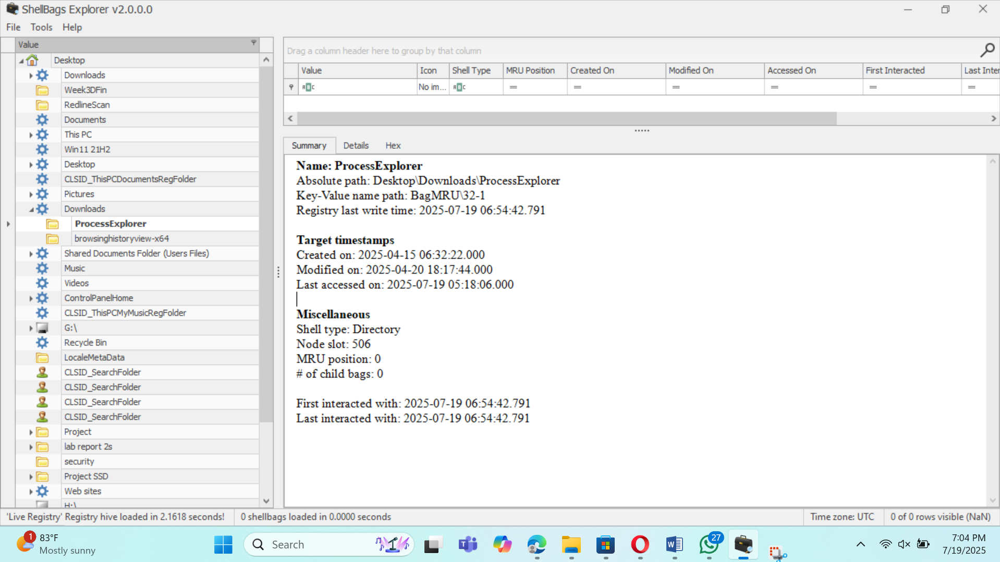 ShellBags Explorer v2.0.0.0
File Tools Help
Value
Desktop
Downloads
Week3DFin
RedlineScan
Documents
This PC
Win11 21H2
Desktop
CLSID_ThisPCDocumentsRegFolder
Pictures
Downloads
ProcessExplorer
browsinghistoryview-x64
Shared Documents Folder (Users Files)
Music
Videos
ControlPanelHome
CLSID_ThisPCMyMusicRegFolder
G:\
Recycle Bin
LocaleMetaData
CLSID_SearchFolder
CLSID_SearchFolder
CLSID_SearchFolder
CLSID_SearchFolder
Project
lab report 2s
security
Project SSD
Web sites
H:\
Drag a column header here to group by that column
Value Icon Shell Type MRU Position Created On Modified On Accessed On First Interacted Last Inter
ABC No im... ABC = = = = = =
Summary Details Hex
Name: ProcessExplorer
Absolute path: Desktop\Downloads\ProcessExplorer
Key-Value name path: BagMRU\32-1
Registry last write time: 2025-07-19 06:54:42.791
Target timestamps
Created on: 2025-04-15 06:32:22.000
Modified on: 2025-04-20 18:17:44.000
Last accessed on: 2025-07-19 05:18:06.000
Miscellaneous
Shell type: Directory
Node slot: 506
MRU position: 0
# of child bags: 0
First interacted with: 2025-07-19 06:54:42.791
Last interacted with: 2025-07-19 06:54:42.791
'Live Registry' Registry hive loaded in 2.1618 seconds! 0 shellbags loaded in 0.0000 seconds Time zone: UTC 0 of 0 rows visible (NaN)
1 83°F
Mostly sunny
Search
T
W
27
7:04 PM
7/19/2025